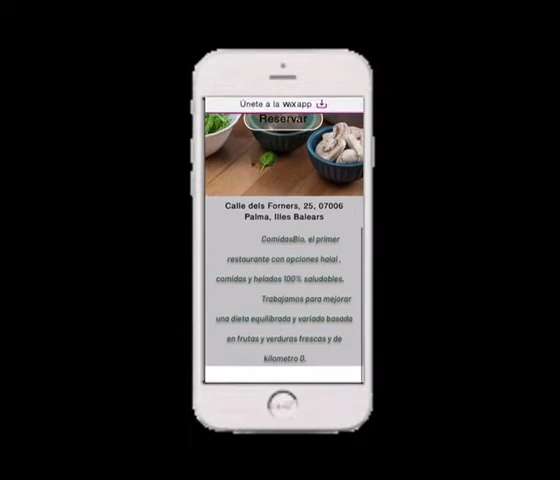 Únete a la wixapp
Reservar
Calle dels Forners, 25, 07006
Palma, Illes Balears
ComidasBio, el primer
restaurante con opciones halal ,
comidas y helados 100% saludables.
Trabajamos para mejorar
una dieta equilibrada y variada basada
en frutas y verduras frescas y de
kilometro 0.